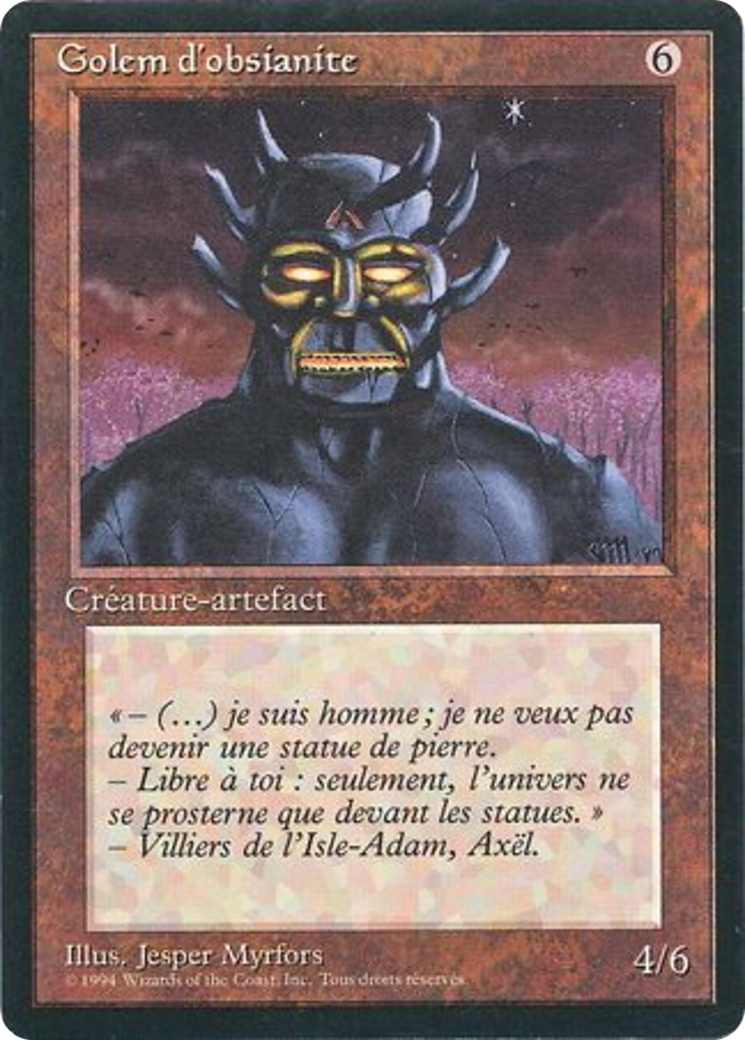 Golem d'obsianite
6
Créature-artefact
« – (...) je suis homme ; je ne veux pas
devenir une statue de pierre.
– Libre à toi : seulement, l'univers ne
se prosterne que devant les statues. »
– Villiers de l'Isle-Adam, Axël.
Illus. Jesper Myrfors
4/6
© 1994 Wizards of the Coast, Inc. Tous droits réservés.